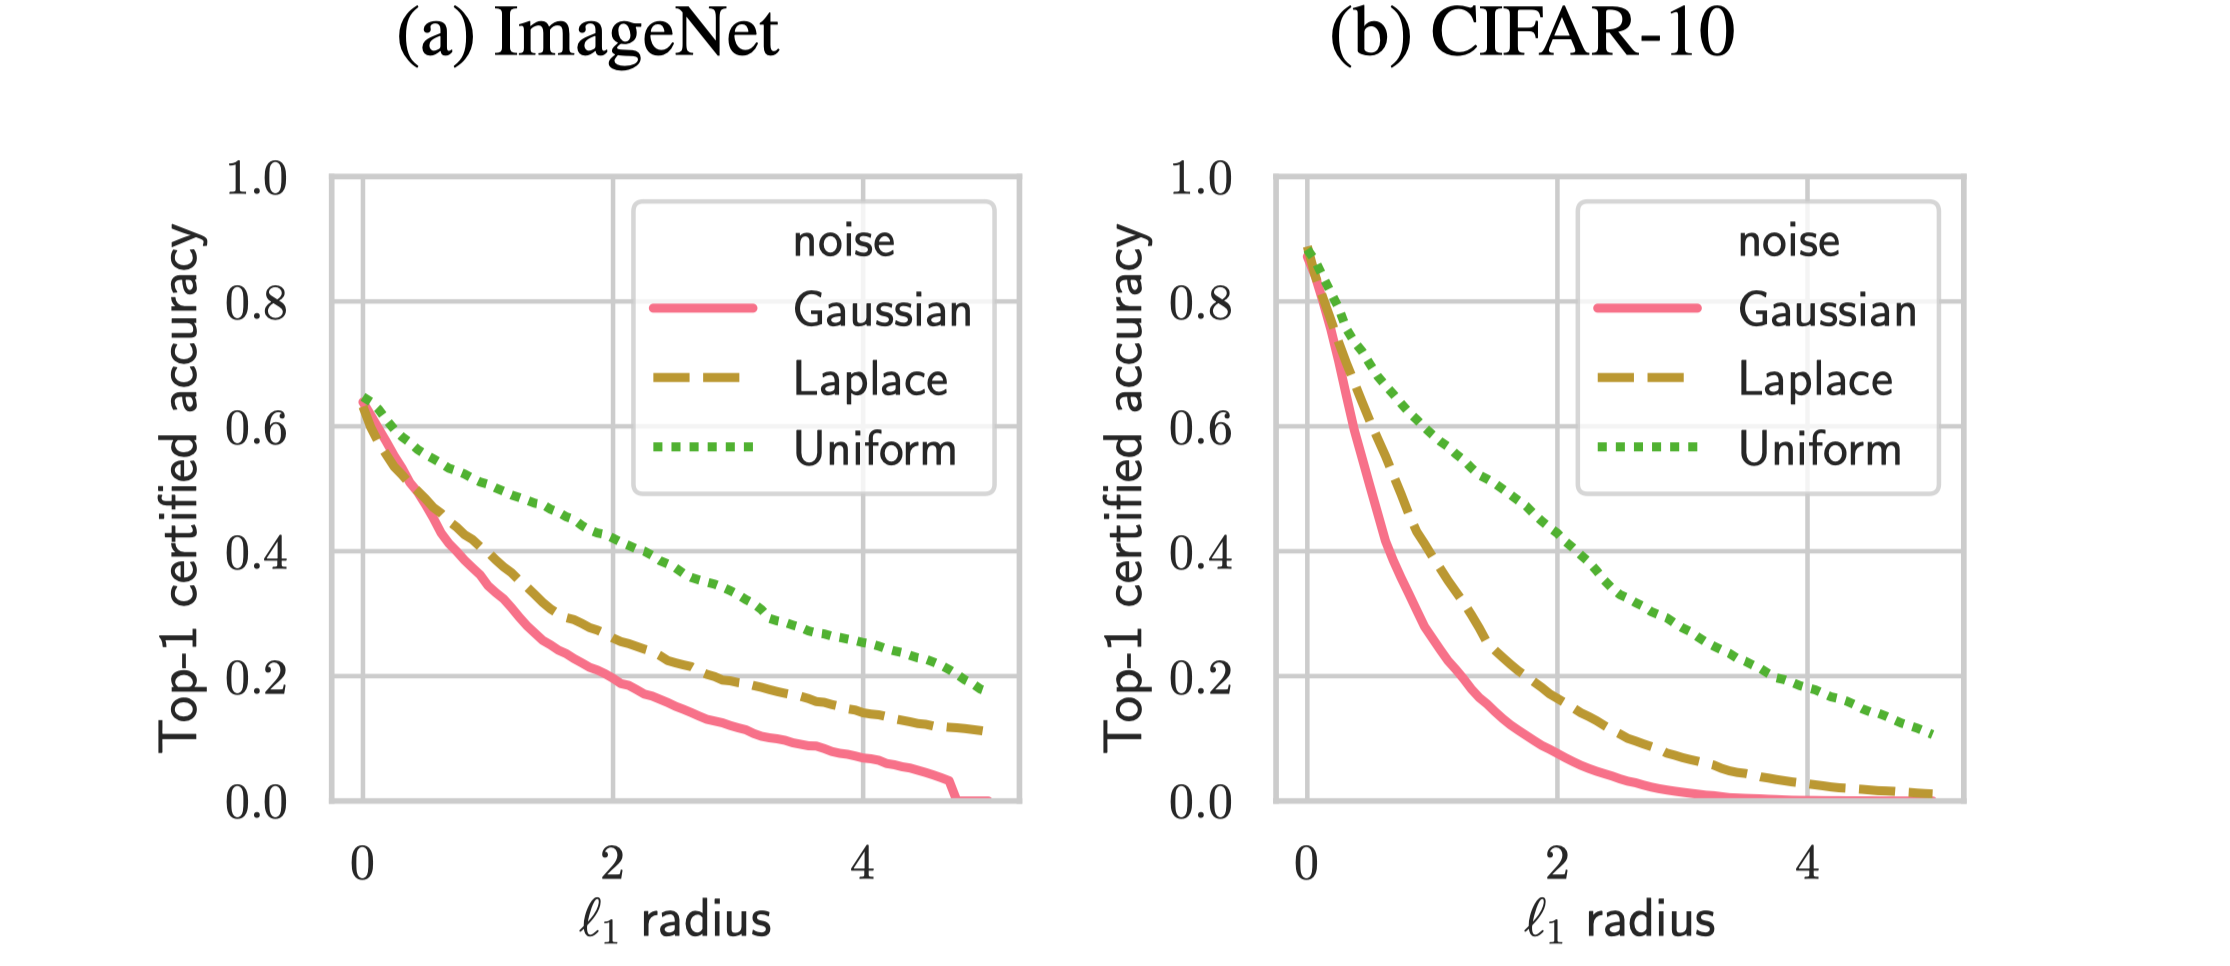 (a) ImageNet
Top-1 certified accuracy
1.0
0.8
0.6
0.4
0.2
0.0
noise
Gaussian
Laplace
Uniform
0 2 4
ℓ₁ radius
(b) CIFAR-10
Top-1 certified accuracy
1.0
0.8
0.6
0.4
0.2
0.0
noise
Gaussian
Laplace
Uniform
0 2 4
ℓ₁ radius